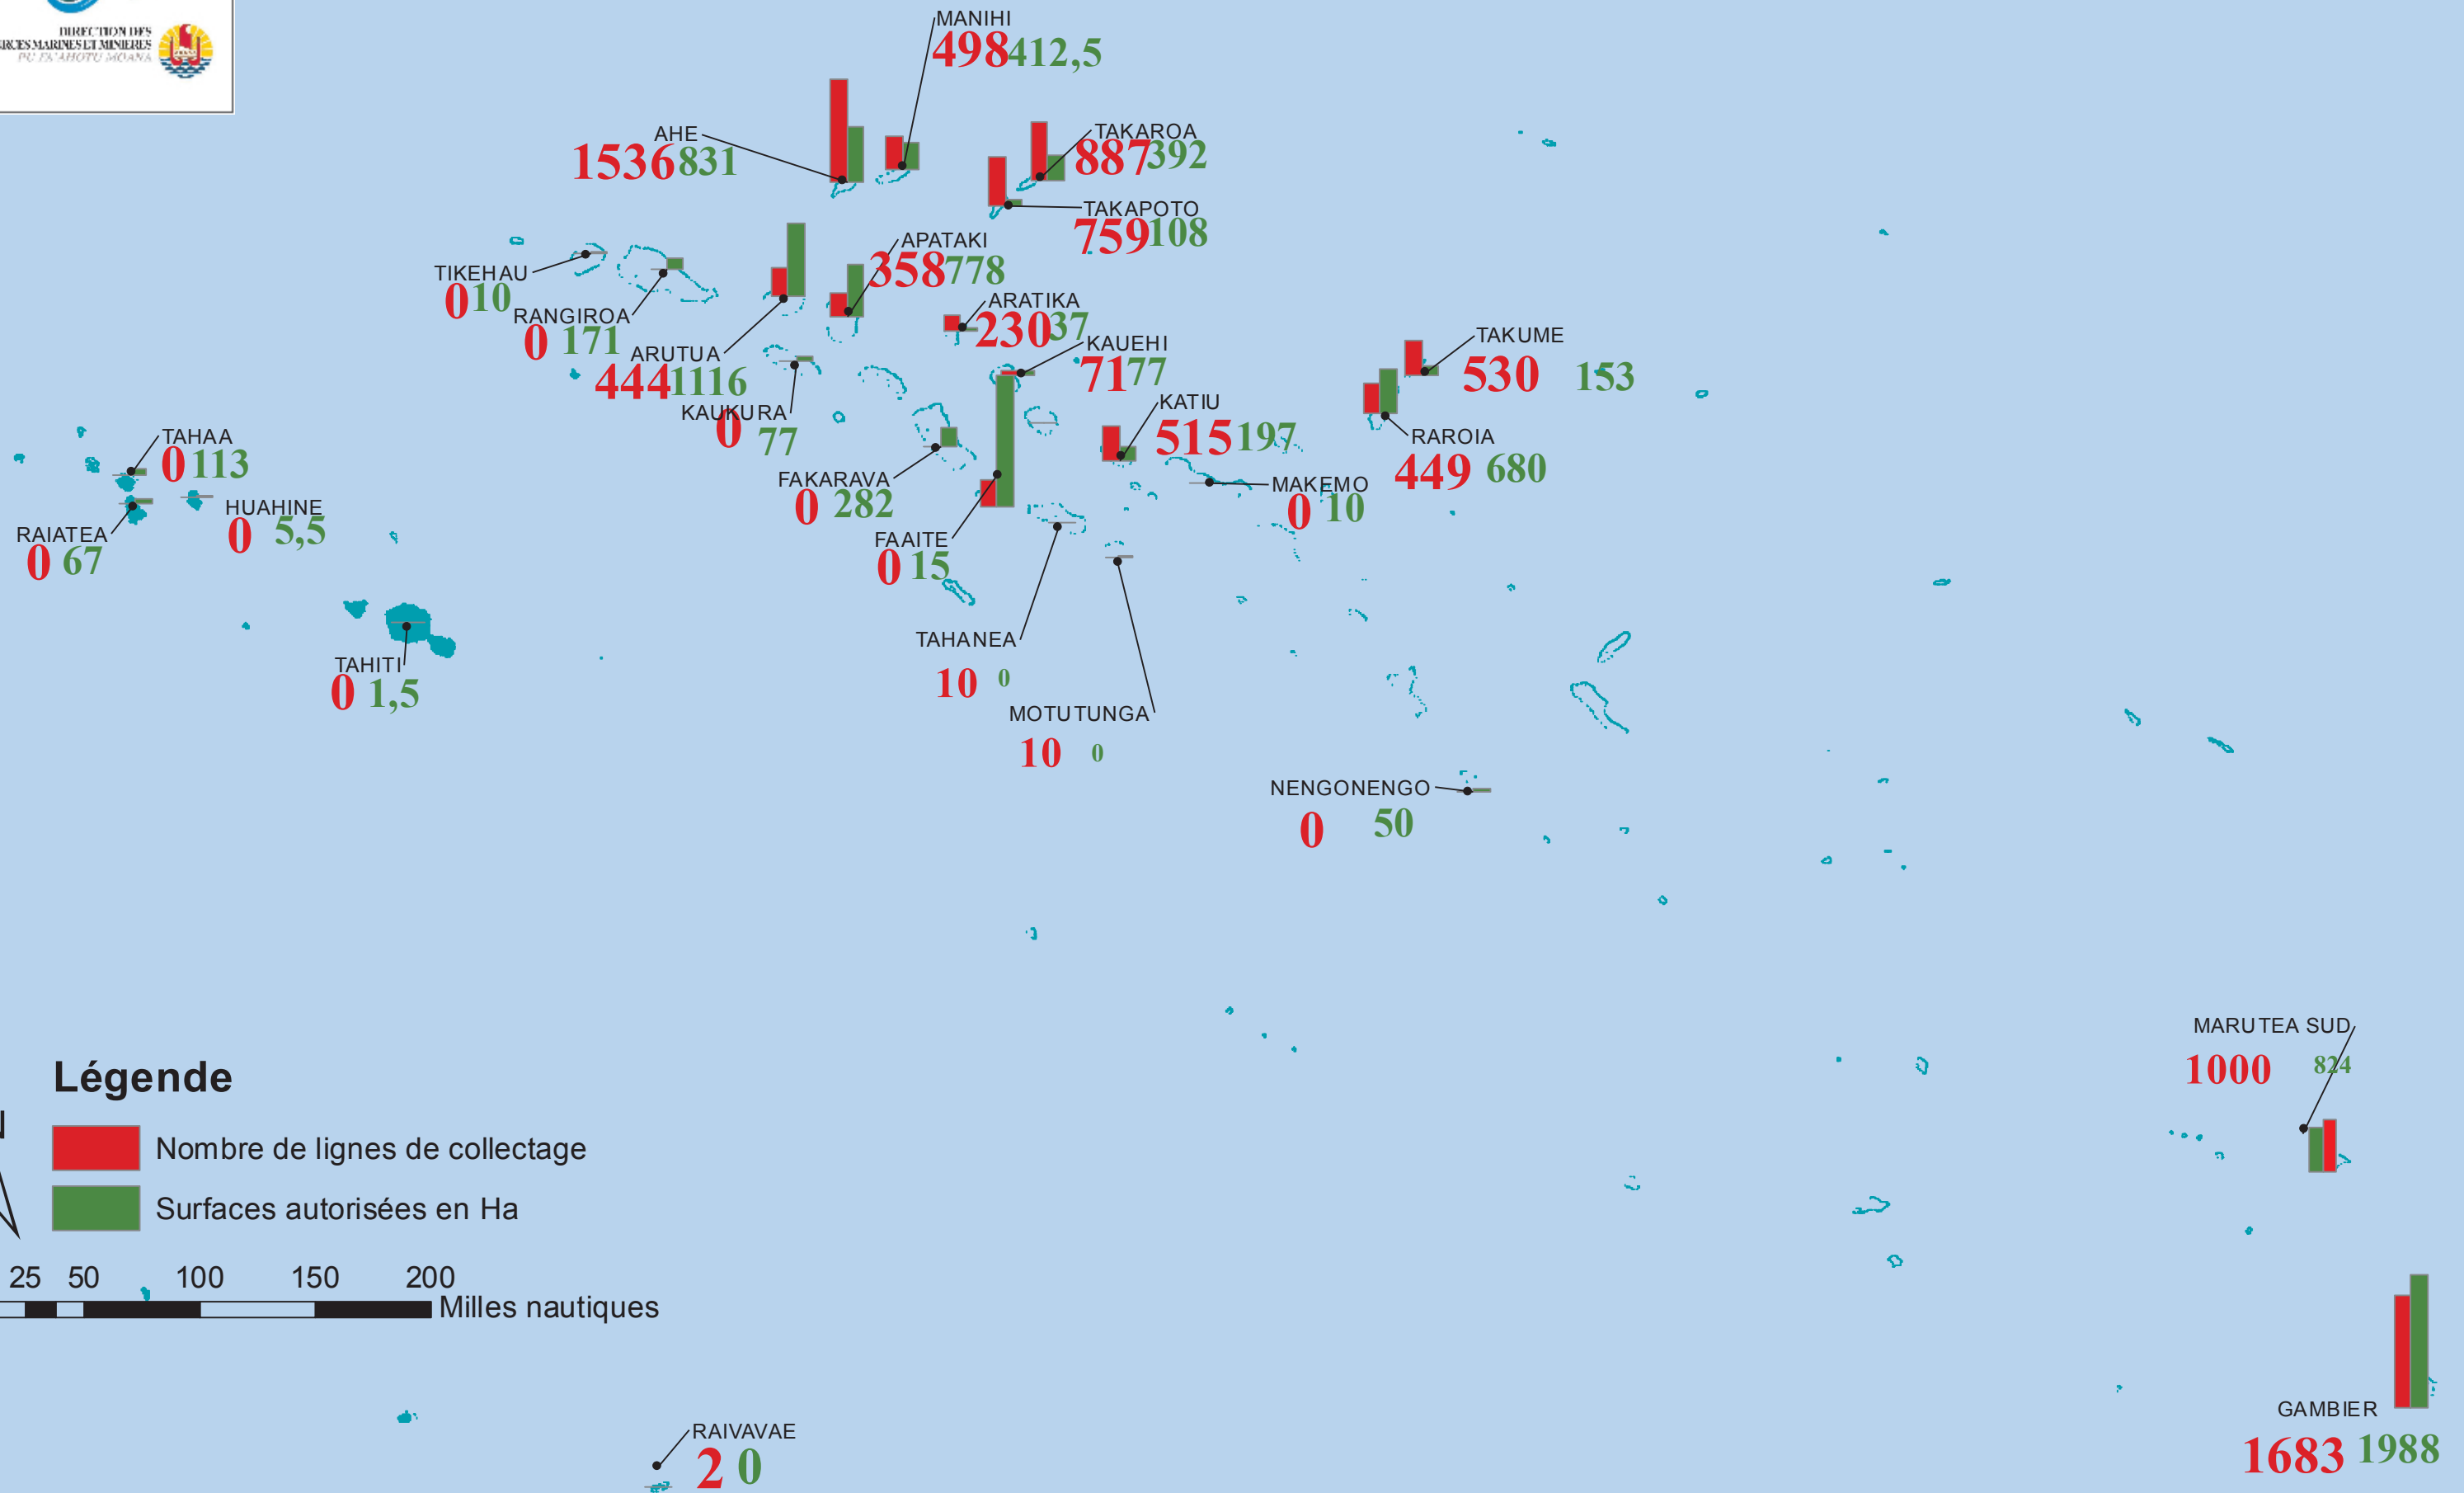 DIRECTION DES
MARINES ET MINIERES
MANIHI
498 412,5
AHE
1536 831
TAKAROA
887 392
TAKAPOTO
759 108
APATAKI
358 778
TIKEHAU
0 10
RANGIROA
0 171
ARATIKA
230 37
KAUEHI
71 77
TAKUME
530 153
ARUTUA
444 1116
KAUKURA
0 77
KATIU
515 197
RAROIA
449 680
TAHAA
0 113
FAKARAVA
0 282
MAKEMO
0 10
HUAHINE
0 5,5
RAIATEA
0 67
FAAITE
0 15
TAHANEA
10 0
TAHITI
0 1,5
MOTUTUNGA
10 0
NENGONENGO
0 50
MARUTEA SUD
1000 824
Légende
Nombre de lignes de collectage
Surfaces autorisées en Ha
25 50 100 150 200
Milles nautiques
GAMBIER
1683 1988
RAIVAVAE
2 0